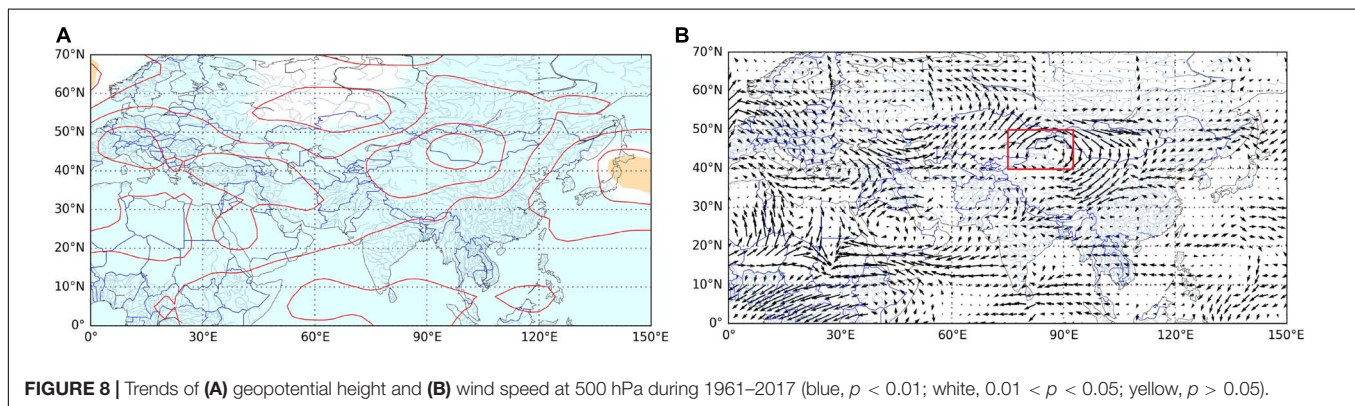 A
B
70°N
60°N
50°N
40°N
30°N
20°N
10°N
0°
0°
30°E
60°E
90°E
120°E
150°E
70°N
60°N
50°N
40°N
30°N
20°N
10°N
0°
0°
30°E
60°E
90°E
120°E
150°E
FIGURE 8 | Trends of (A) geopotential height and (B) wind speed at 500 hPa during 1961–2017 (blue, p < 0.01; white, 0.01 < p < 0.05; yellow, p > 0.05).